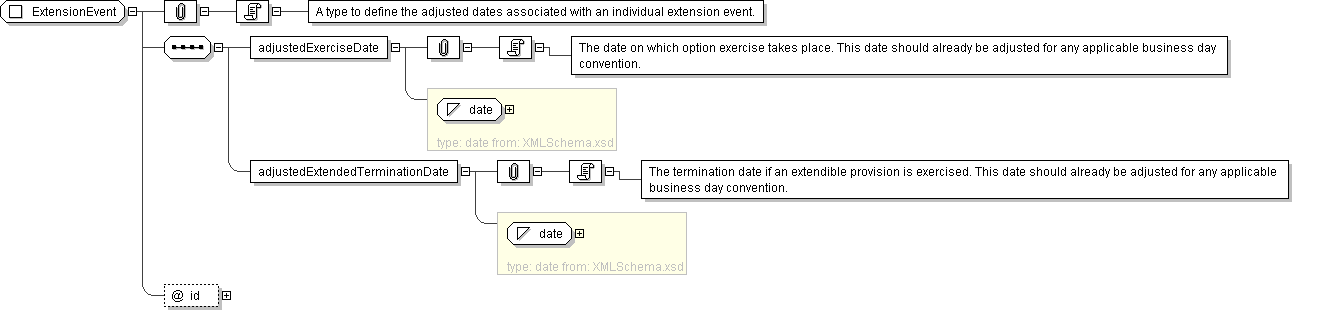 ExtensionEvent
A type to define the adjusted dates associated with an individual extension event.
adjustedExerciseDate
The date on which option exercise takes place. This date should already be adjusted for any applicable business day
convention.
date
type: date from: XMLSchema.xsd
adjustedExtendedTerminationDate
The termination date if an extendible provision is exercised. This date should already be adjusted for any applicable
business day convention.
date
type: date from: XMLSchema.xsd
@ id